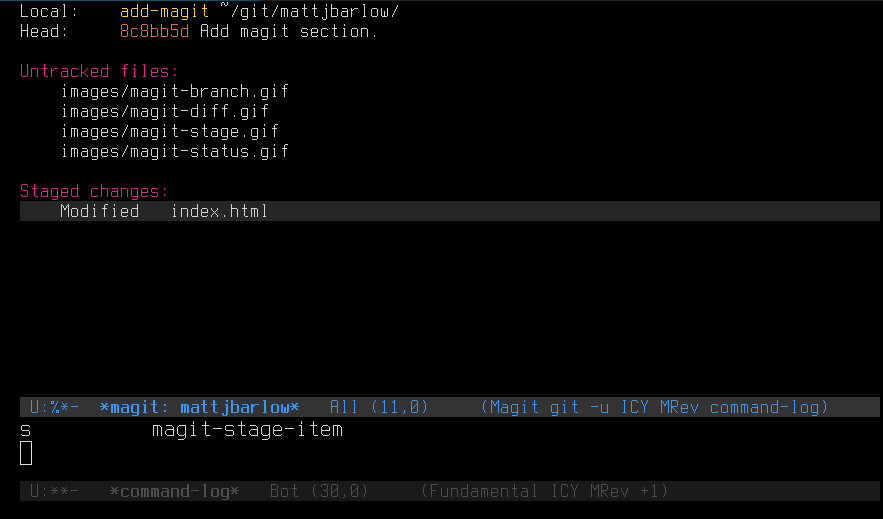 Local:    add-magit ~/git/mattjbarlow/
Head:     8c8bb5d Add magit section.
Untracked files:
    images/magit-branch.gif
    images/magit-diff.gif
    images/magit-stage.gif
    images/magit-status.gif
Staged changes:
    Modified   index.html
U:%*-  *magit: mattjbarlow*   All (11,0)     (Magit git -u ICY MRev command-log)
s            magit-stage-item
U:**-   *command-log*   Bot (30,0)     (Fundamental ICY MRev +1)